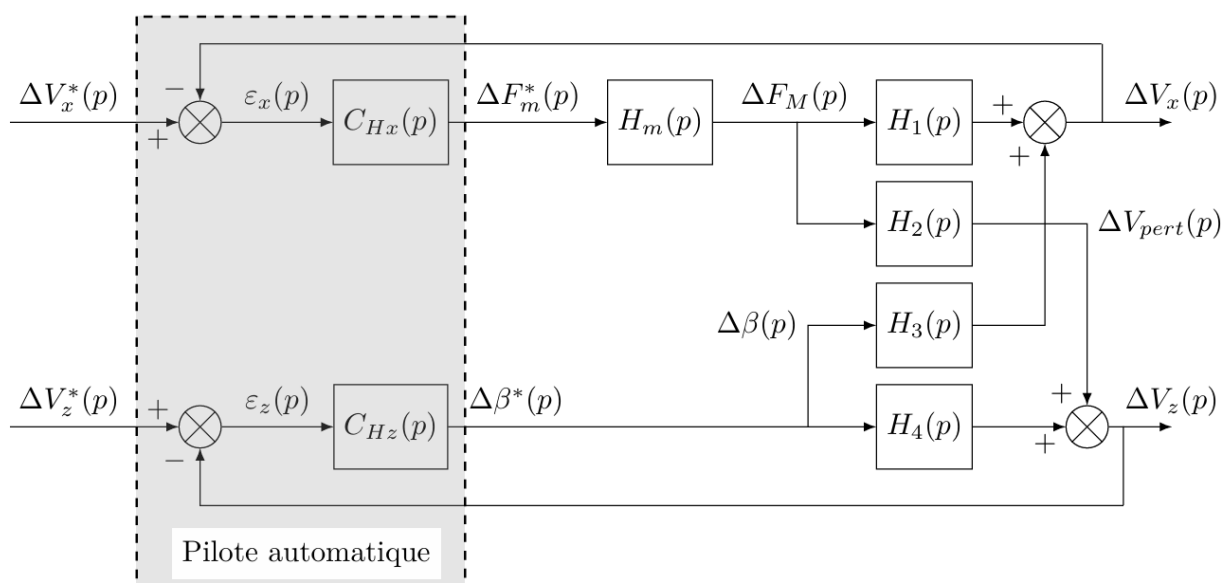 ΔV*x(p)
−
+
εx(p)
CHx(p)
ΔF*m(p)
Hm(p)
ΔFM(p)
H1(p)
+
+
ΔVx(p)
H2(p)
ΔVpert(p)
Δβ(p)
H3(p)
ΔV*z(p)
+
−
εz(p)
CHz(p)
Δβ*(p)
H4(p)
+
+
ΔVz(p)
Pilote automatique